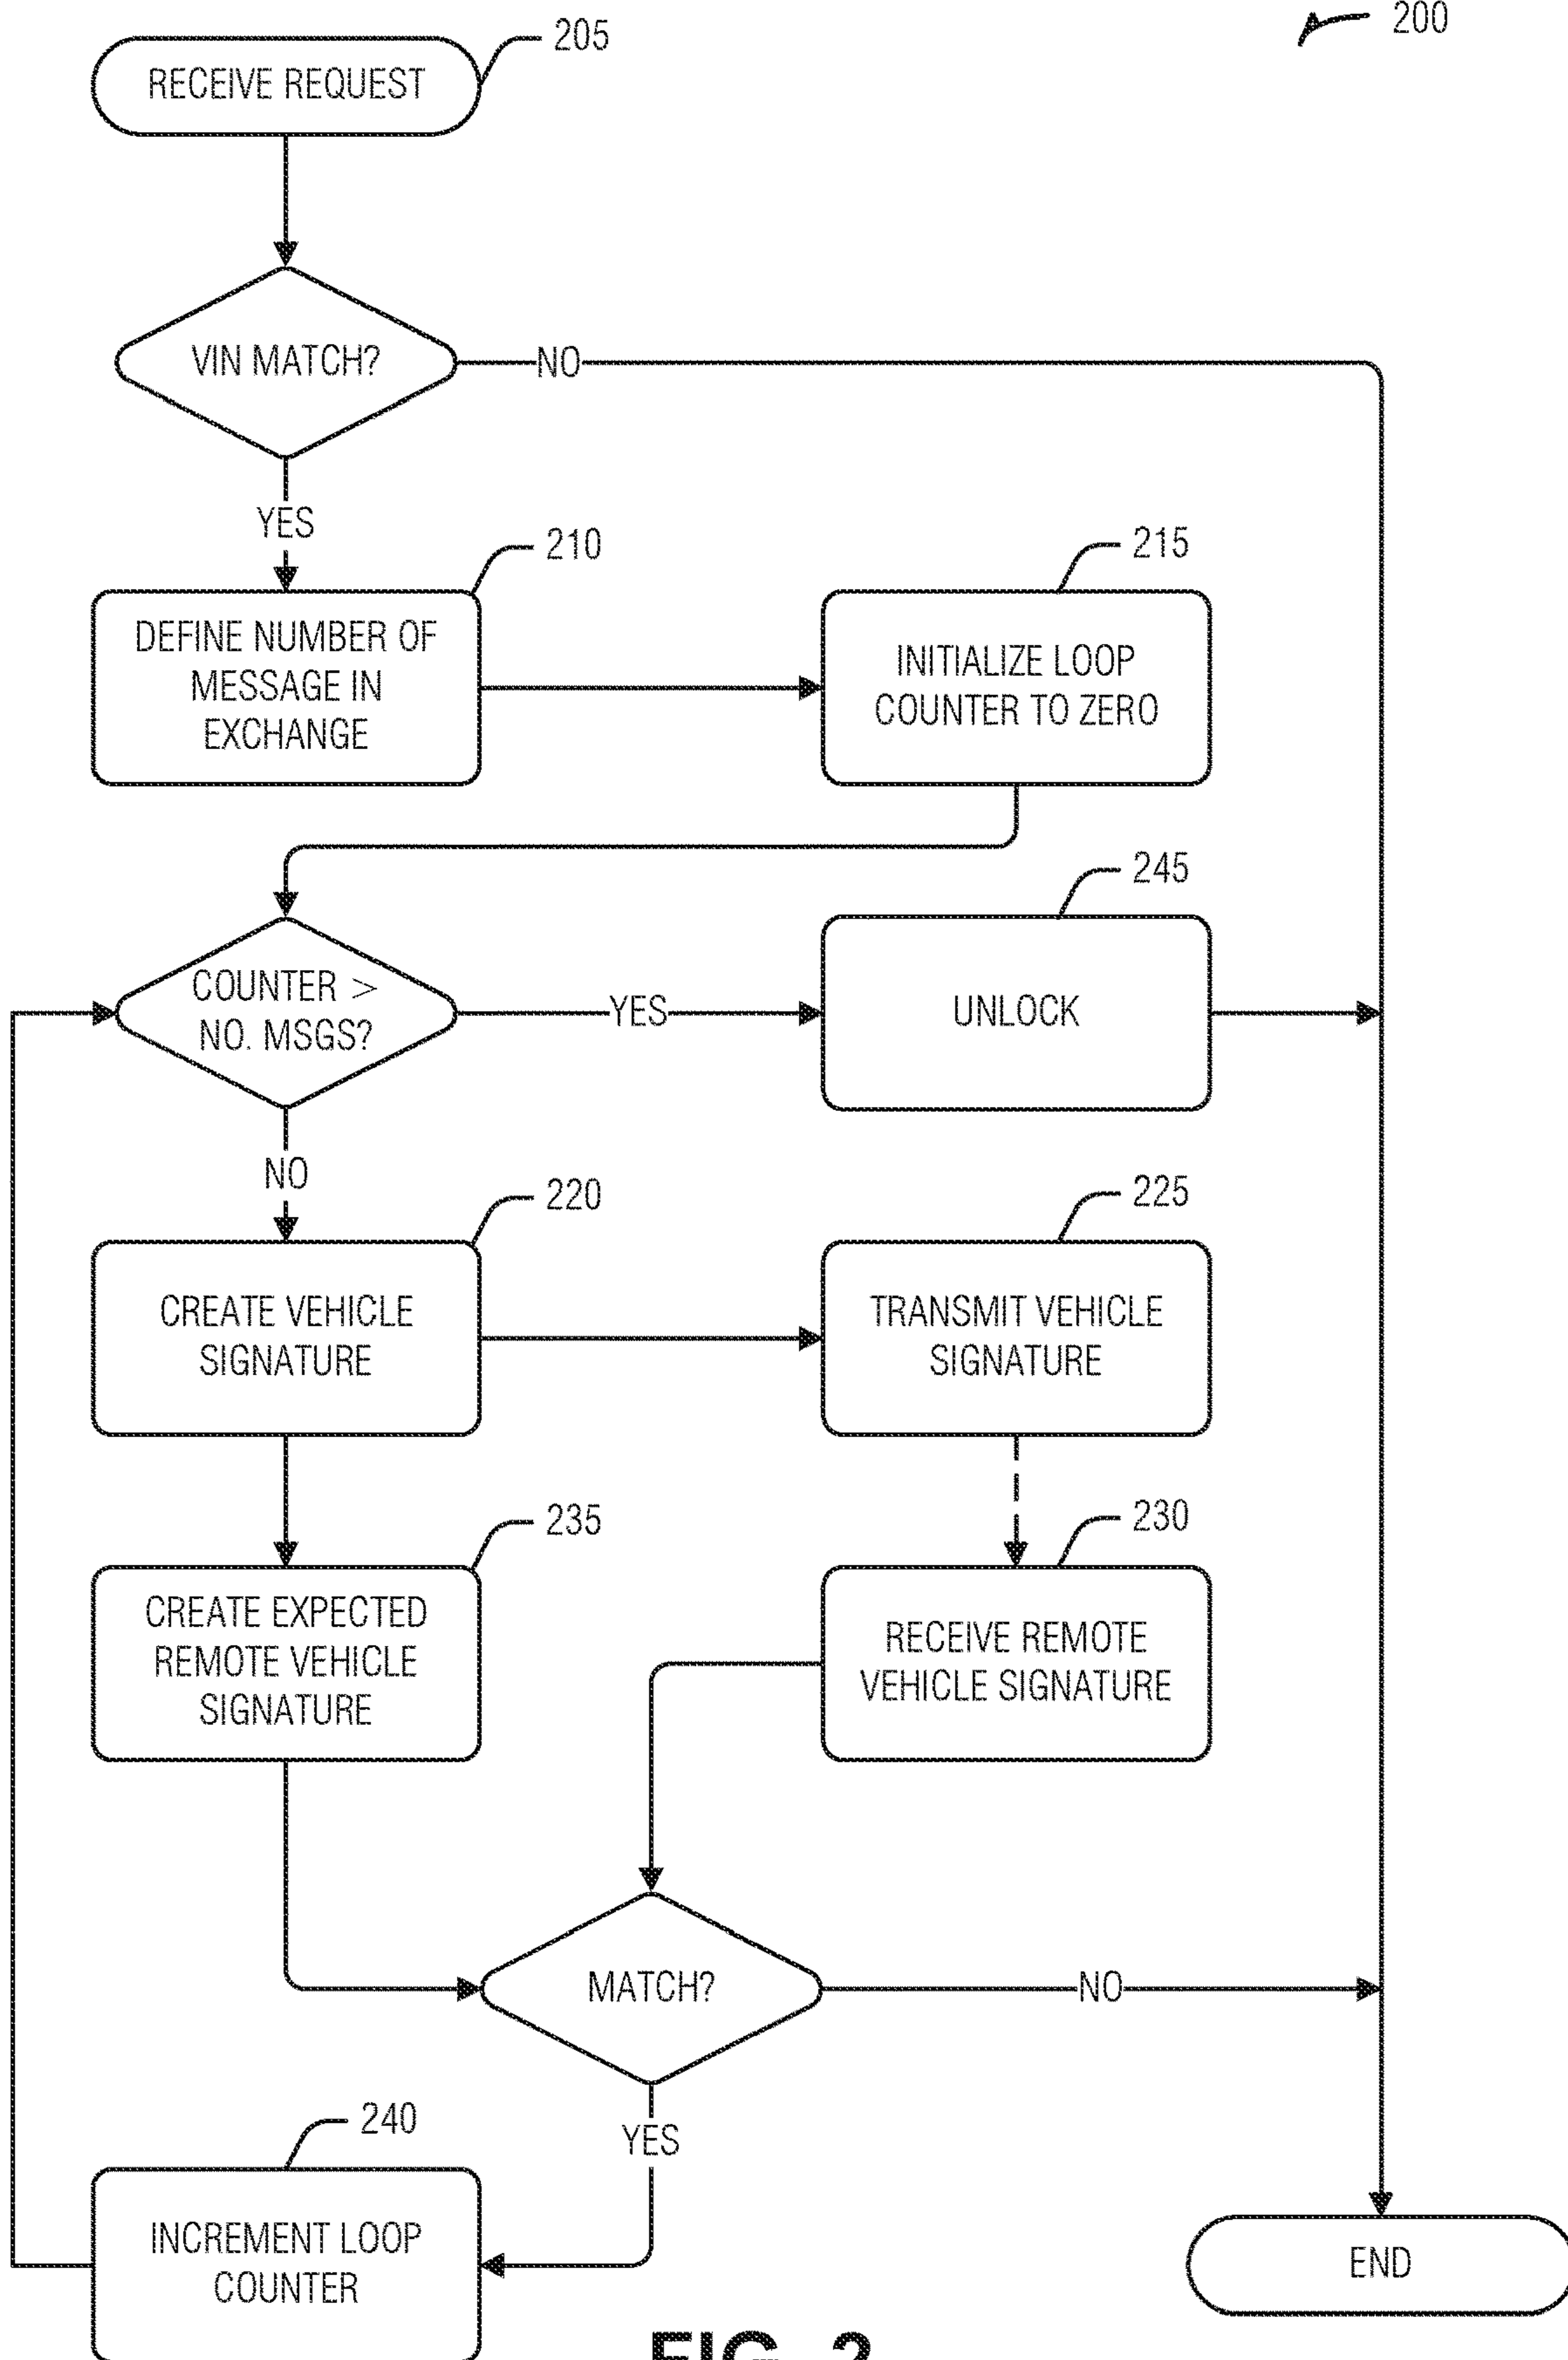 200
205
RECEIVE REQUEST
VIN MATCH?
NO
YES
210
DEFINE NUMBER OF
MESSAGE IN
EXCHANGE
215
INITIALIZE LOOP
COUNTER TO ZERO
COUNTER >
NO. MSGS?
YES
245
UNLOCK
NO
220
CREATE VEHICLE
SIGNATURE
225
TRANSMIT VEHICLE
SIGNATURE
235
CREATE EXPECTED
REMOTE VEHICLE
SIGNATURE
230
RECEIVE REMOTE
VEHICLE SIGNATURE
MATCH?
NO
YES
240
INCREMENT LOOP
COUNTER
END
FIG. 2